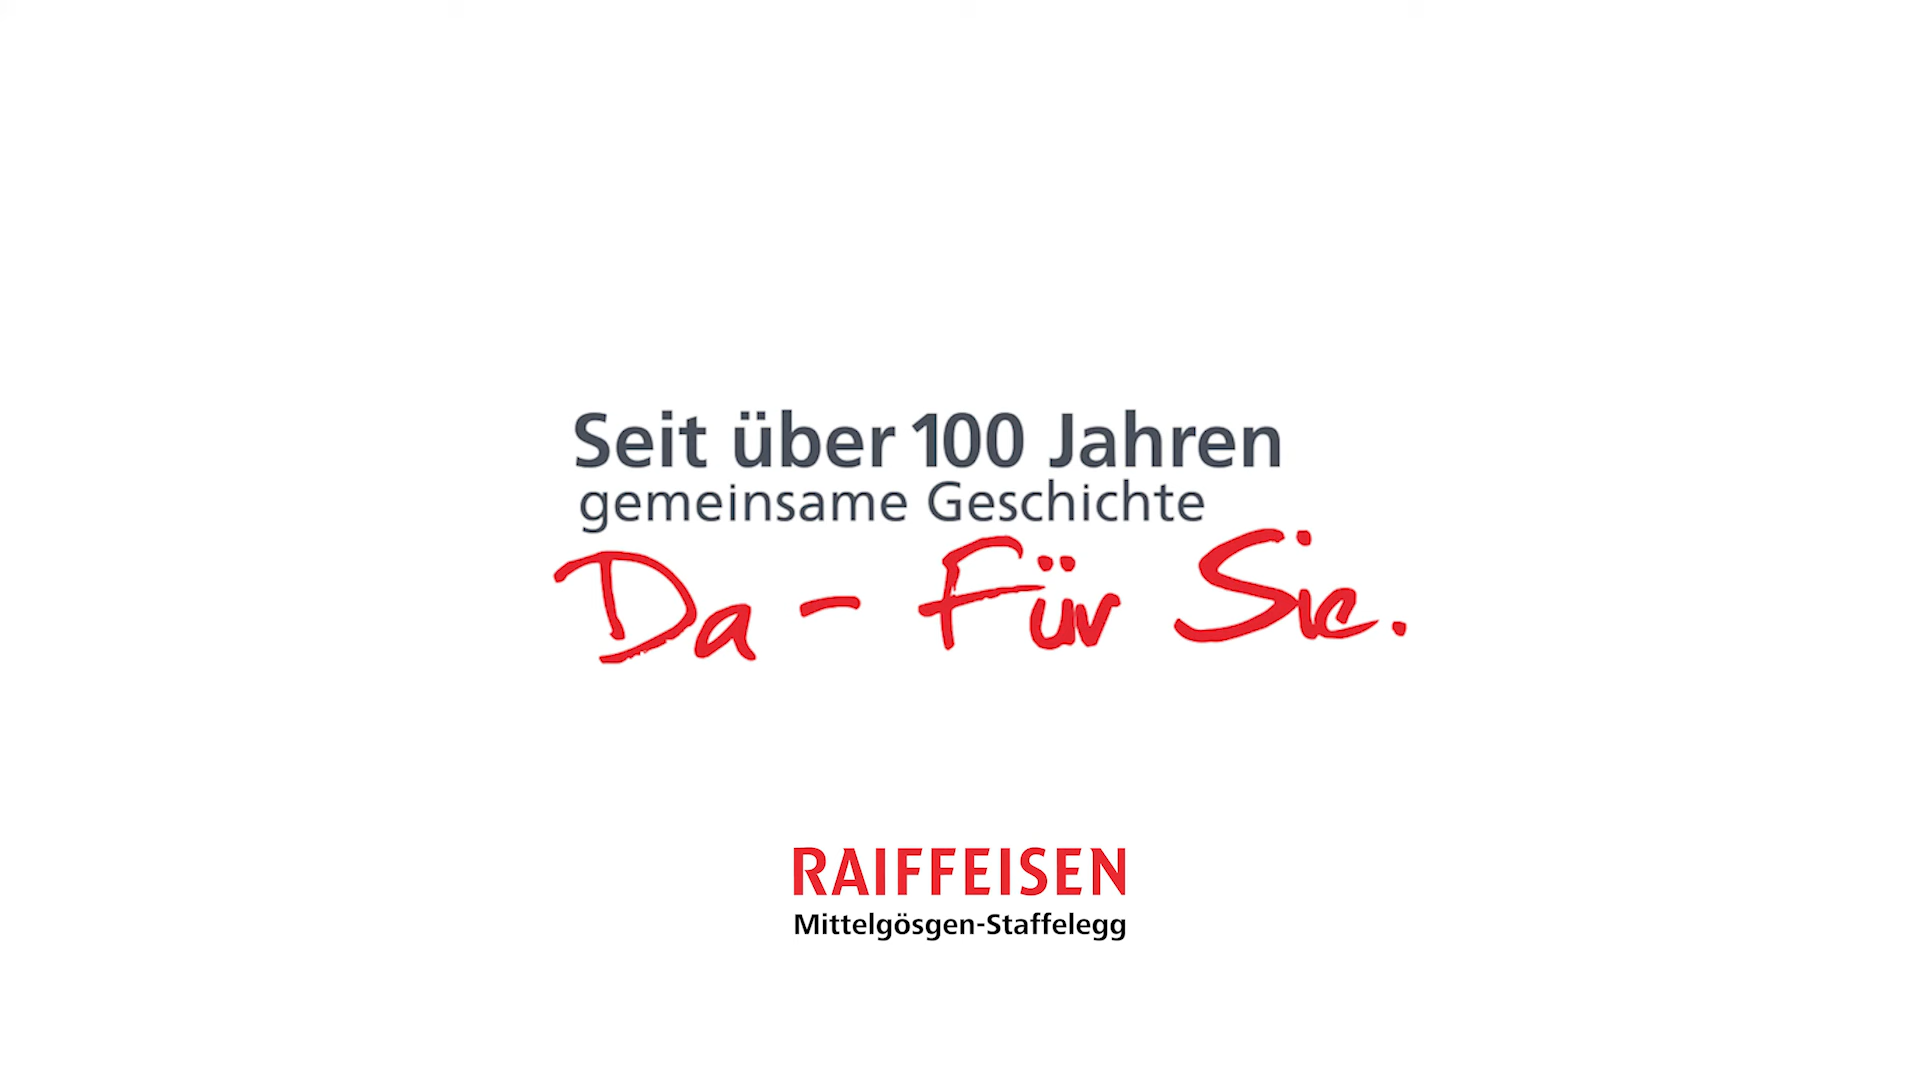 Seit über 100 Jahren
gemeinsame Geschichte
Da - Für Sie.
RAIFFEISEN
Mittelgösgen-Staffelegg